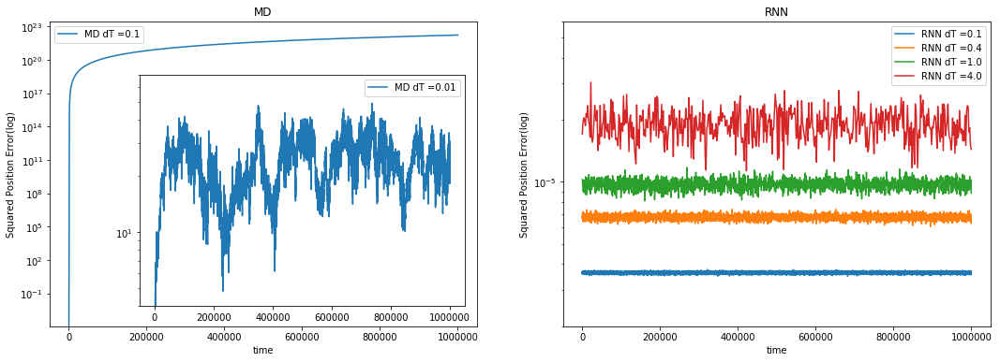 MD
Squared Position Error(log)
10^23
10^20
10^17
10^14
10^11
10^8
10^5
10^2
10^-1
MD dT =0.1
MD dT =0.01
10^1
0 200000 400000 600000 800000 1000000
0 200000 400000 600000 800000 1000000
time
RNN
Squared Position Error(log)
10^-5
RNN dT =0.1
RNN dT =0.4
RNN dT =1.0
RNN dT =4.0
0 200000 400000 600000 800000 1000000
time